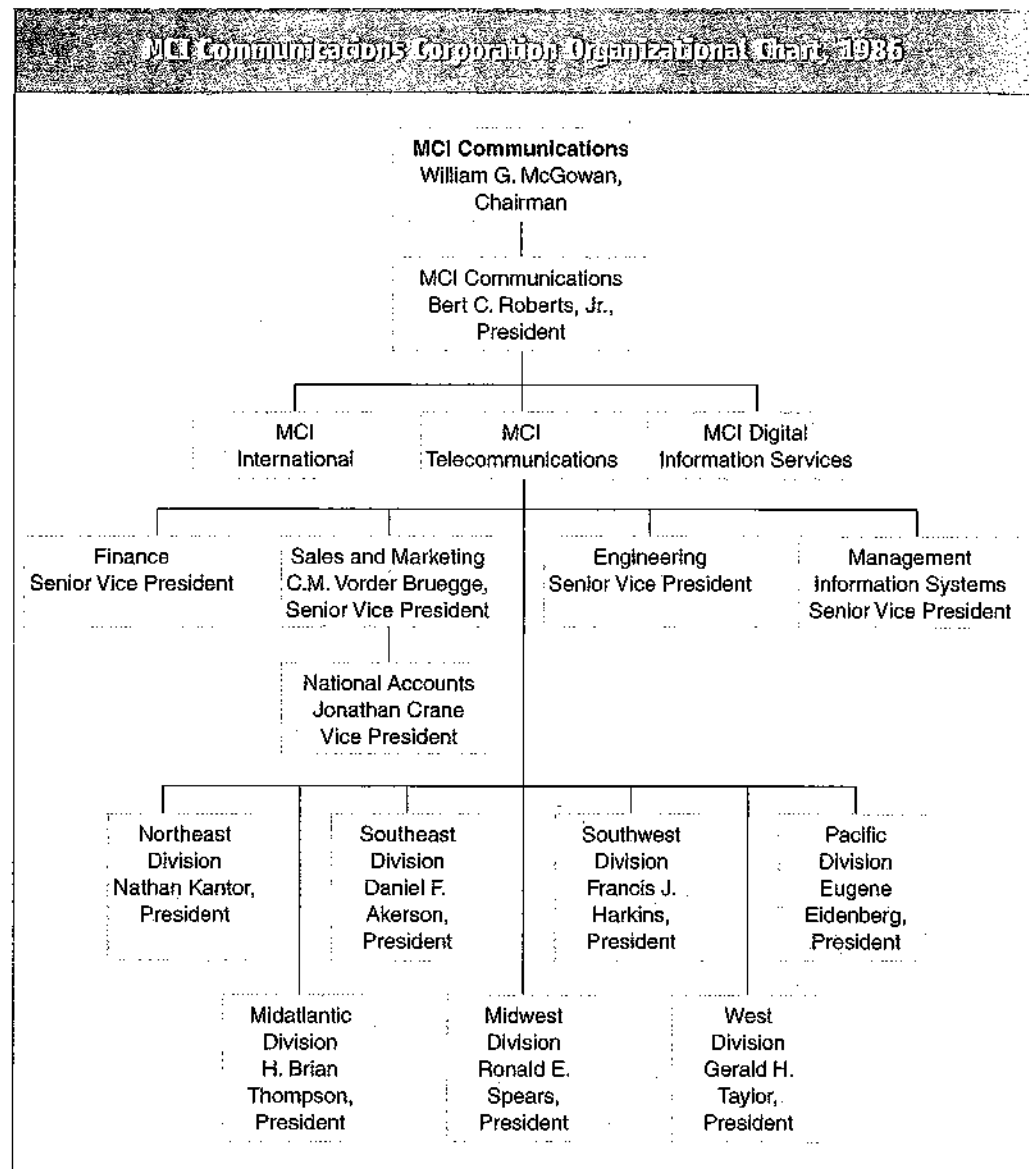 MCI Communications Corporation Organizational Chart, 1986
MCI Communications
William G. McGowan,
Chairman
MCI Communications
Bert C. Roberts, Jr.,
President
MCI
International
MCI
Telecommunications
MCI Digital
Information Services
Finance
Senior Vice President
Sales and Marketing
C.M. Vorder Bruegge,
Senior Vice President
Engineering
Senior Vice President
Management
Information Systems
Senior Vice President
National Accounts
Jonathan Crane
Vice President
Northeast
Division
Nathan Kantor,
President
Southeast
Division
Daniel F.
Akerson,
President
Southwest
Division
Francis J.
Harkins,
President
Pacific
Division
Eugene
Eidenberg,
President
Midatlantic
Division
H. Brian
Thompson,
President
Midwest
Division
Ronald E.
Spears,
President
West
Division
Gerald H.
Taylor,
President